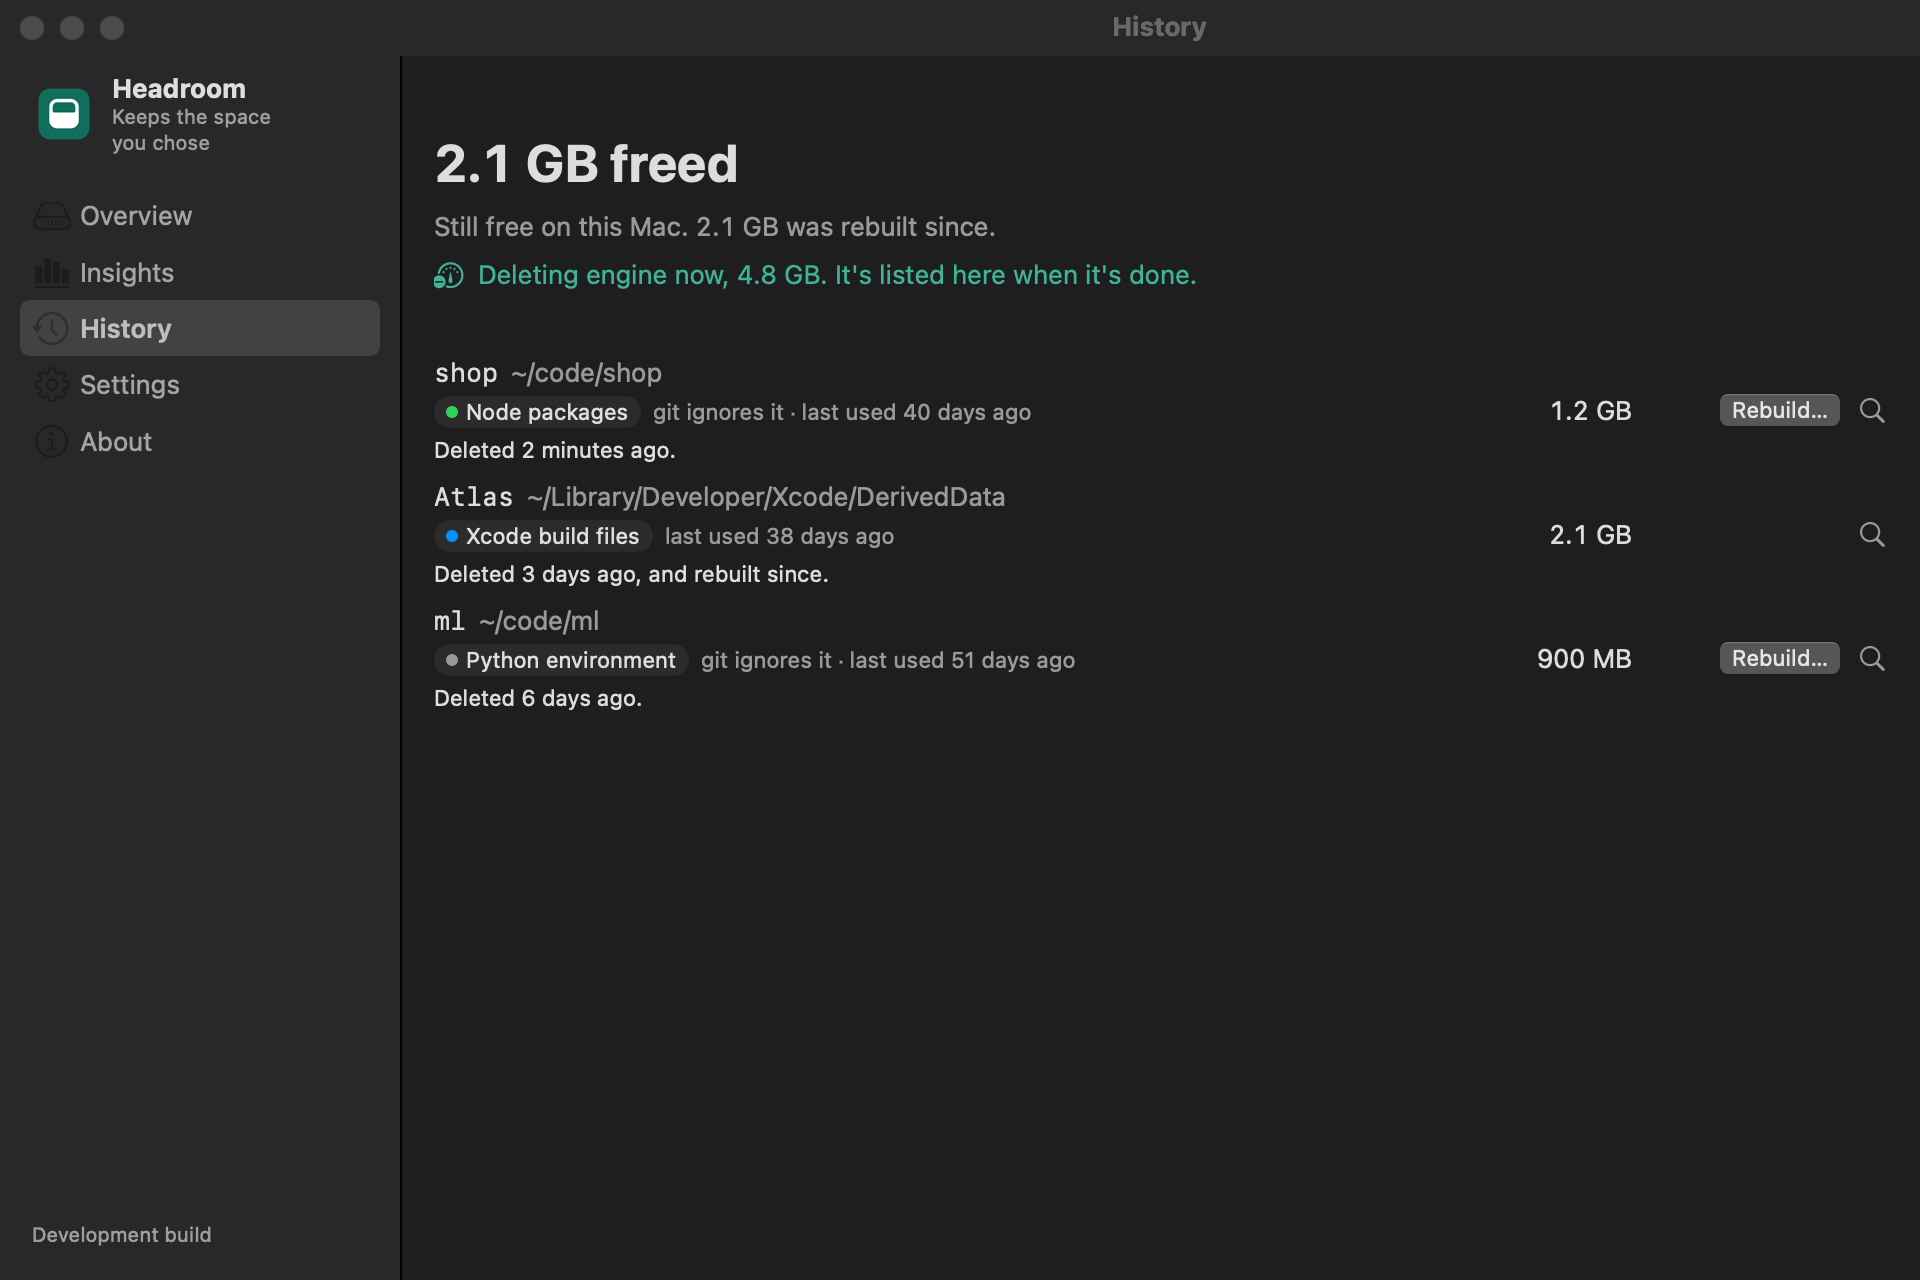 History
Headroom
Keeps the space
you chose
Overview
Insights
History
Settings
About
Development build
2.1 GB freed
Still free on this Mac. 2.1 GB was rebuilt since.
Deleting engine now, 4.8 GB. It's listed here when it's done.
shop ~/code/shop
Node packages git ignores it · last used 40 days ago 1.2 GB Rebuild...
Deleted 2 minutes ago.
Atlas ~/Library/Developer/Xcode/DerivedData
Xcode build files last used 38 days ago 2.1 GB
Deleted 3 days ago, and rebuilt since.
ml ~/code/ml
Python environment git ignores it · last used 51 days ago 900 MB Rebuild...
Deleted 6 days ago.